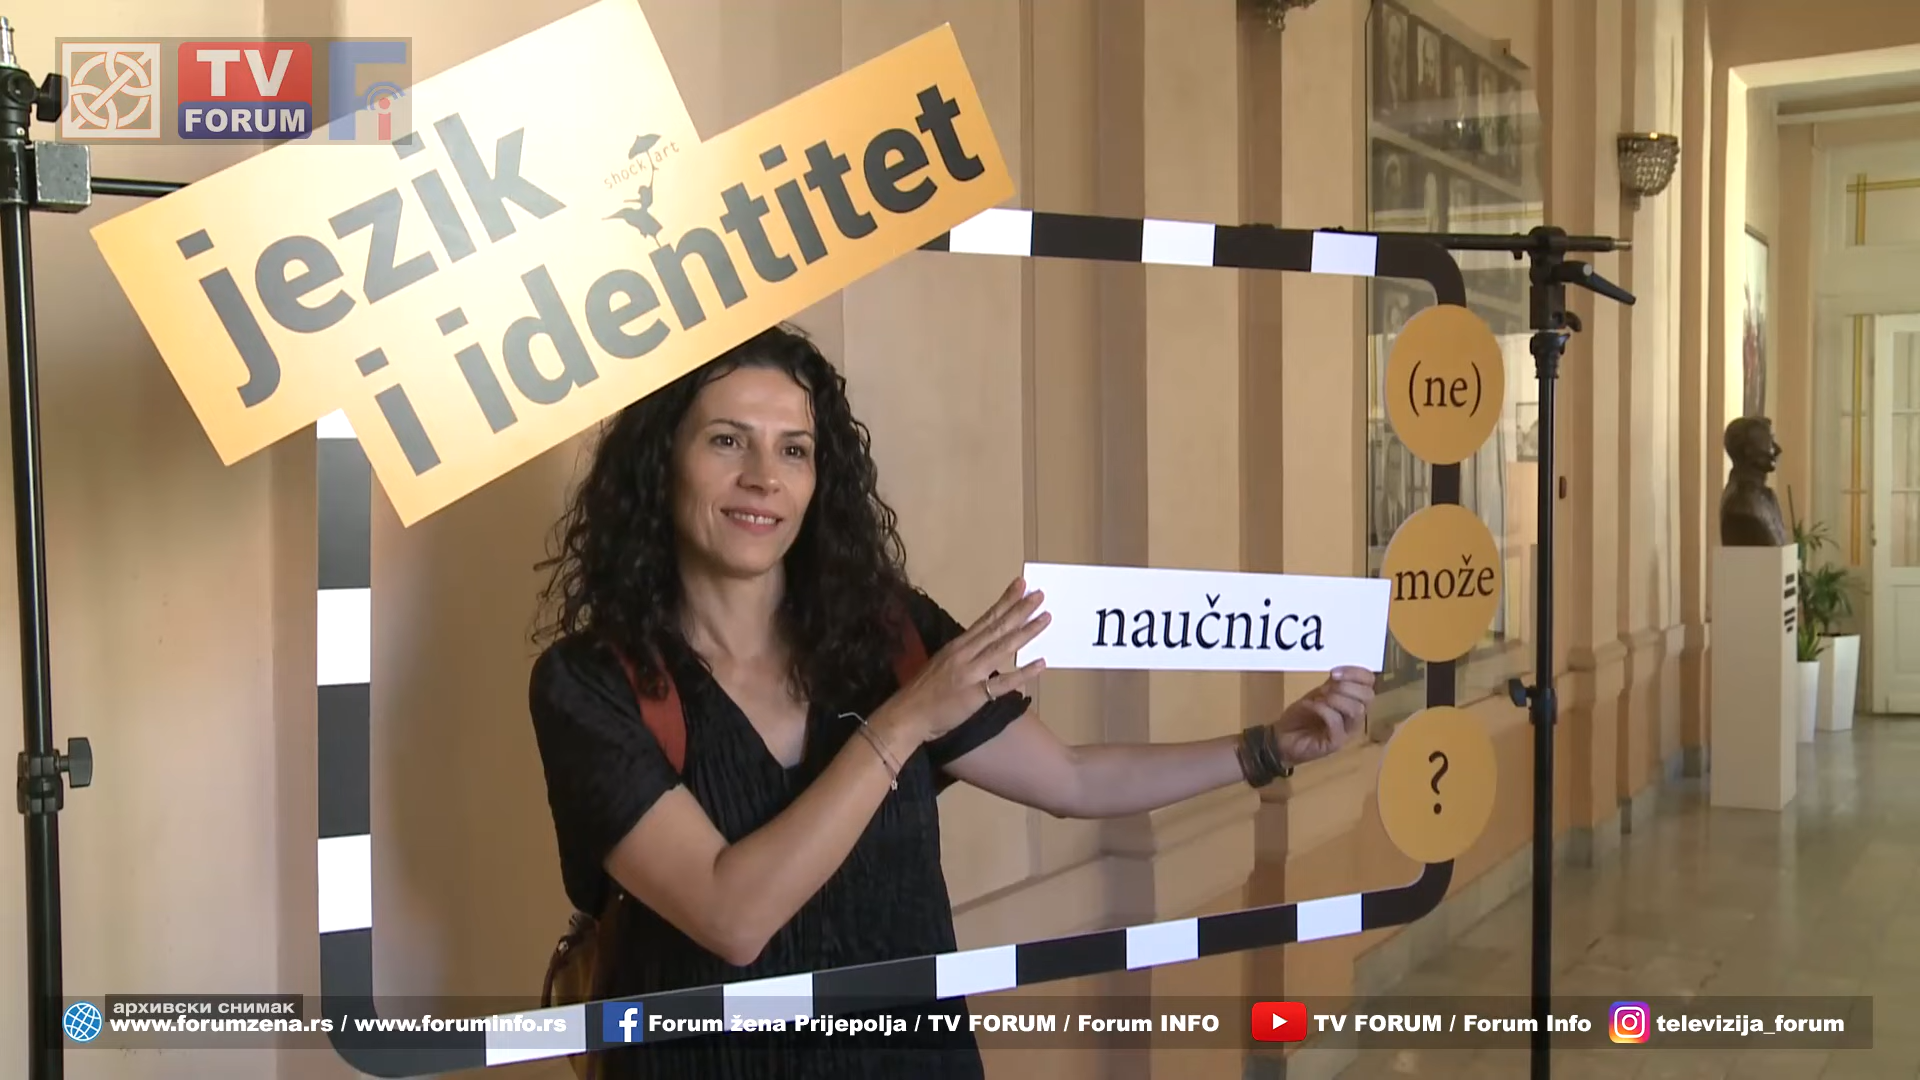 TV
FORUM
Fi
jezik
shock art
i identitet
(ne)
može
?
naučnica
архивски снимак
www.forumzena.rs / www.foruminfo.rs
Forum žena Prijepolja / TV FORUM / Forum INFO
TV FORUM / Forum Info
televizija_forum